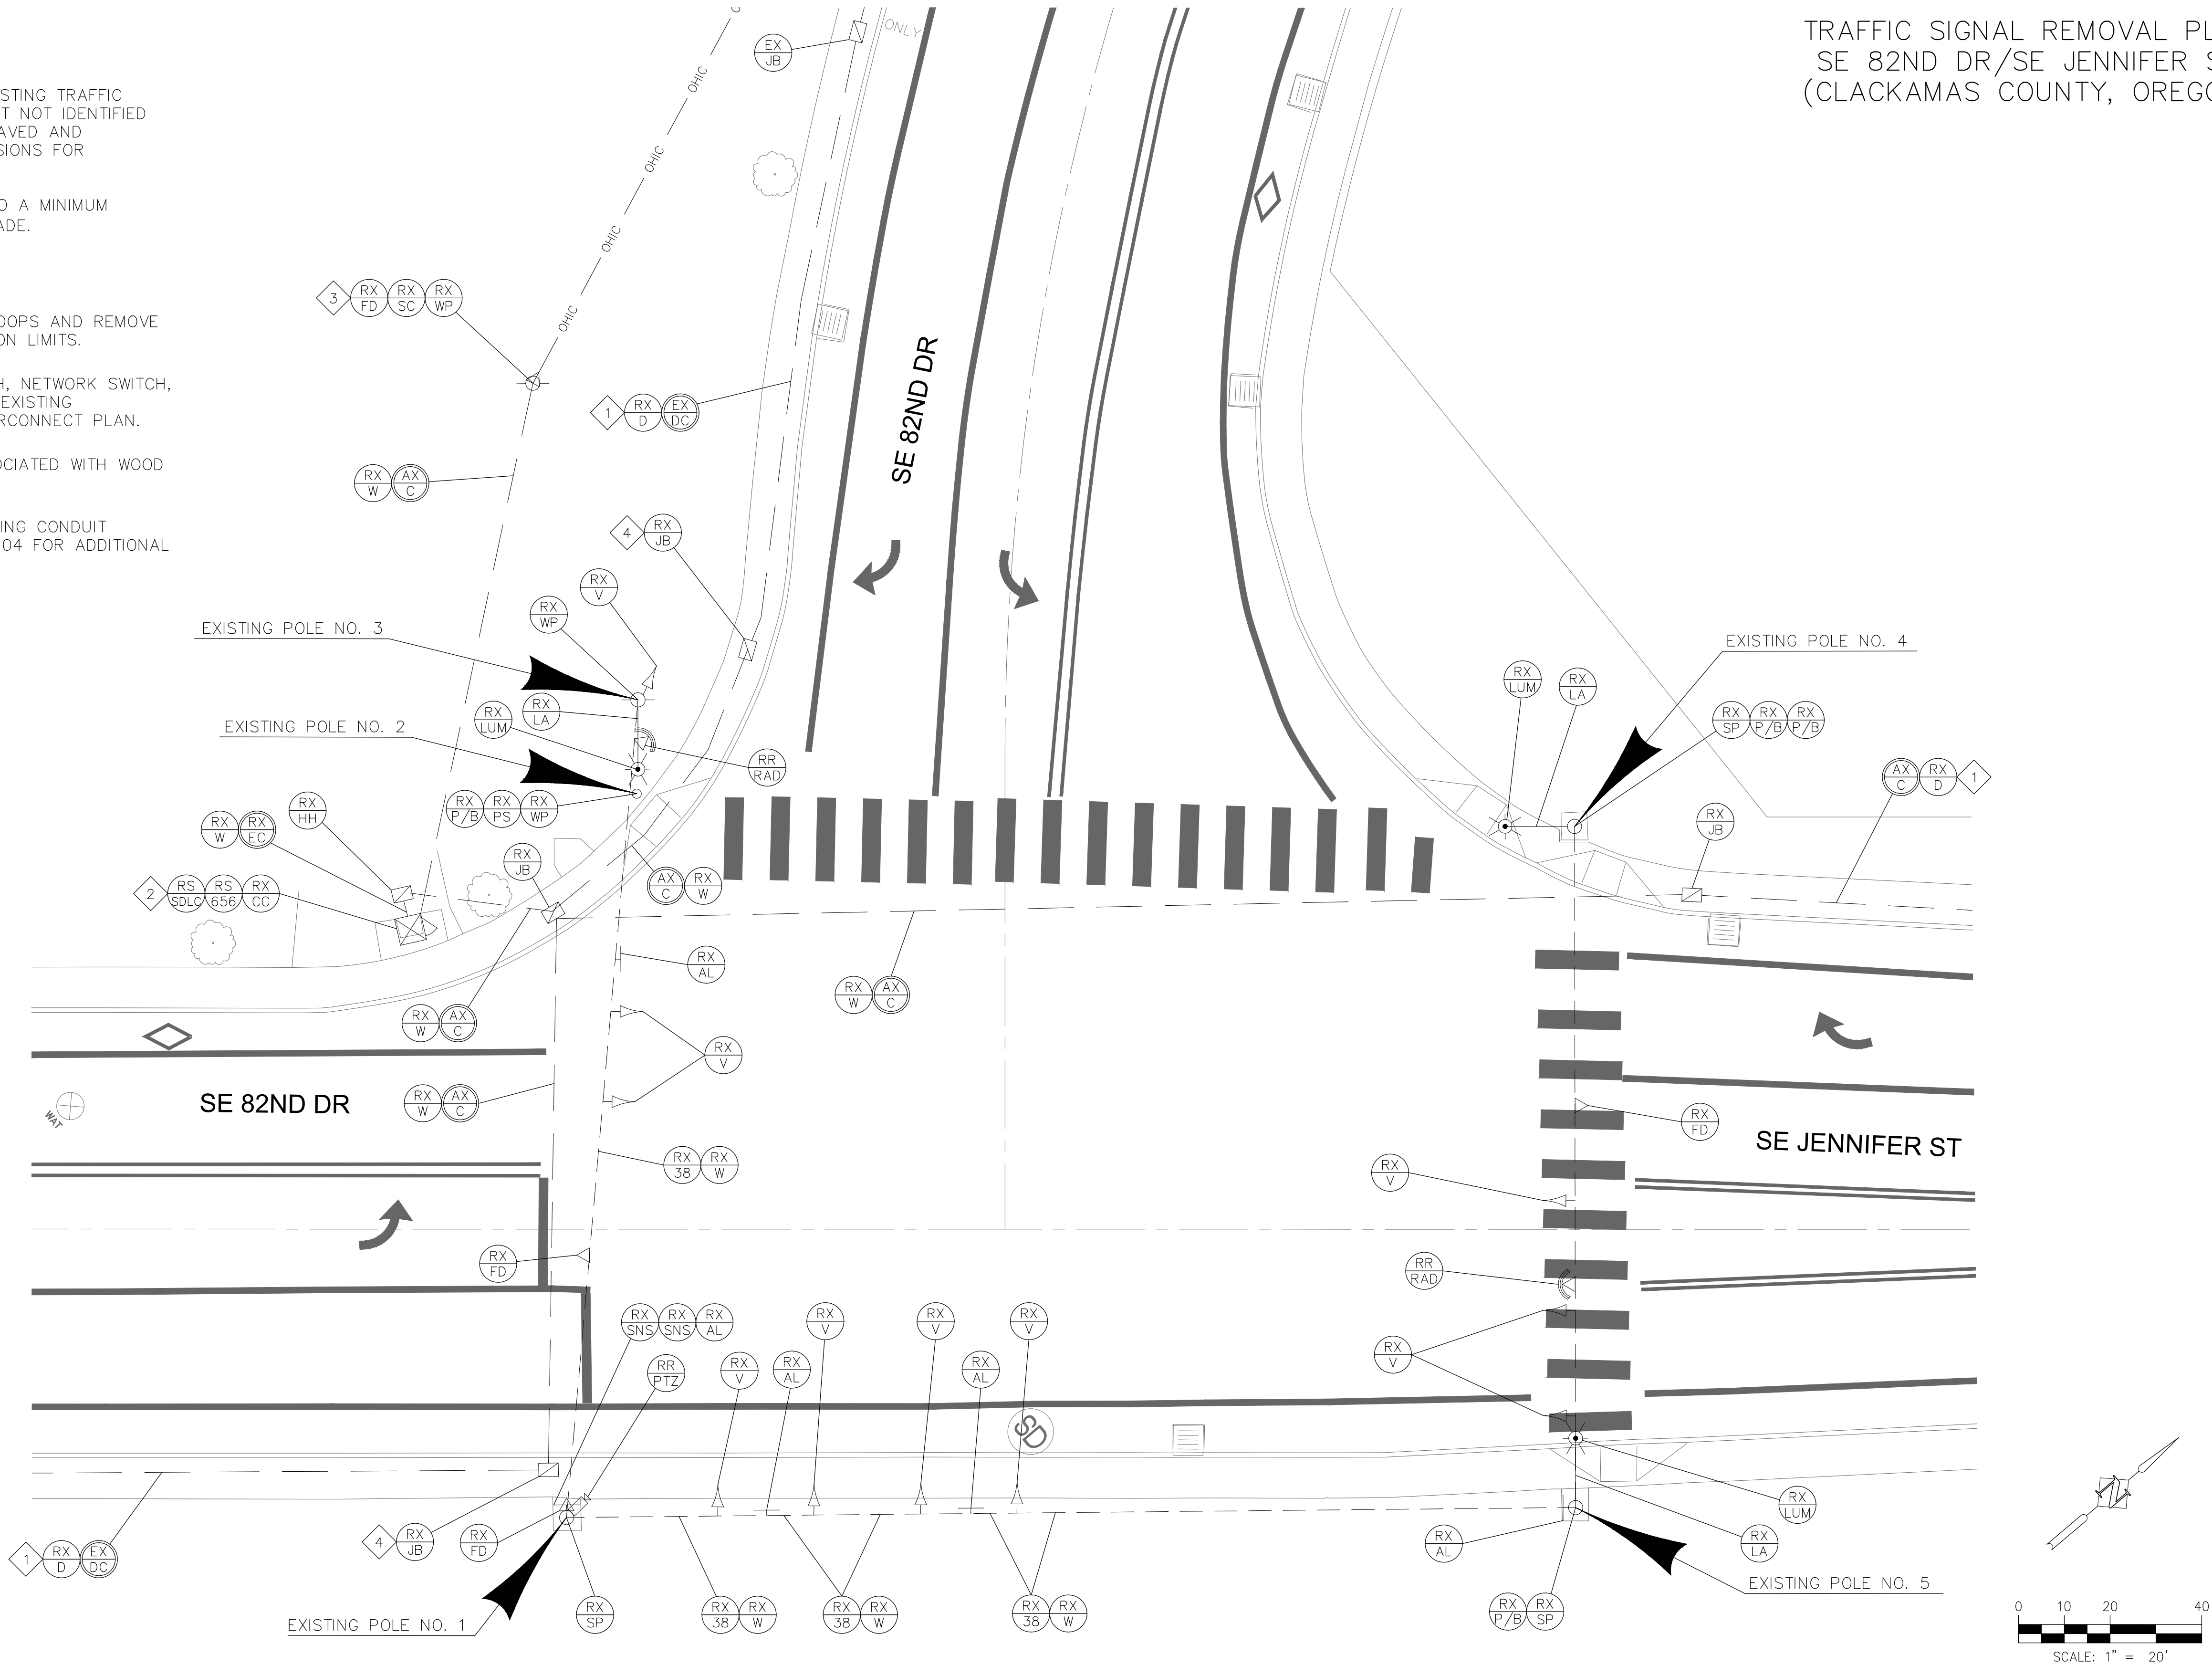 TRAFFIC SIGNAL REMOVAL PL
SE 82ND DR/SE JENNIFER S
(CLACKAMAS COUNTY, OREGO
STING TRAFFIC
T NOT IDENTIFIED
AVED AND
SIONS FOR
O A MINIMUM
ADE.
OOPS AND REMOVE
ON LIMITS.
H, NETWORK SWITCH,
EXISTING
RCONNECT PLAN.
OCIATED WITH WOOD
ING CONDUIT
04 FOR ADDITIONAL
EX
JB
ONLY
OHIC
OHIC
OHIC
OHIC
3
RX FD
RX SC
RX WP
1
RX D
EX DC
SE 82ND DR
RX W
AX C
4
RX JB
RX V
RX WP
EXISTING POLE NO. 3
RX LA
RX LUM
EXISTING POLE NO. 2
RR RAD
RX P/B
RX PS
RX WP
EXISTING POLE NO. 4
RX LUM
RX LA
RX SP
RX P/B
RX P/B
AX C
RX D
1
RX JB
RX HH
RX W
RX EC
2
RS SDLC
RS 656
RX CC
RX JB
AX C
RX W
RX AL
RX W
AX C
RX W
AX C
RX V
WAT
SE 82ND DR
RX W
AX C
RX 38
RX W
RX FD
SE JENNIFER ST
RX V
RX FD
RR RAD
RX SNS
RX SNS
RX AL
RR PTZ
RX V
RX AL
RX V
RX V
RX AL
RX V
RX V
SD
1
RX D
EX DC
4
RX JB
RX FD
EXISTING POLE NO. 1
RX SP
RX 38
RX W
RX 38
RX W
RX 38
RX W
RX AL
RX P/B
RX SP
RX LUM
RX LA
EXISTING POLE NO. 5
N
0 10 20 40
SCALE: 1" = 20'